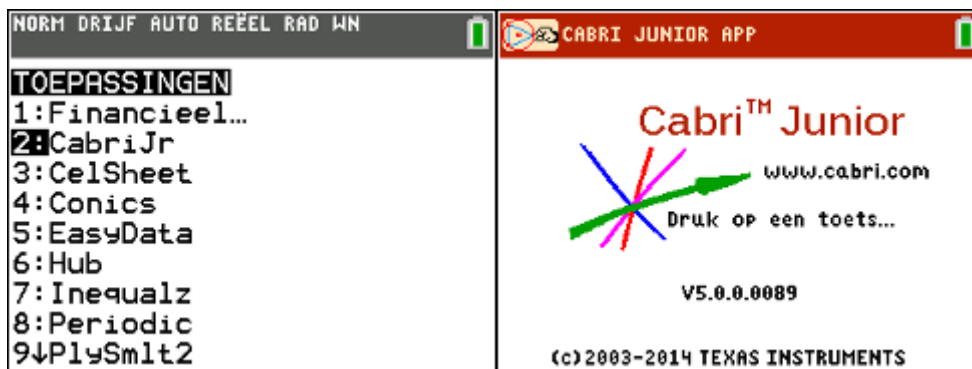 NORM DRIJF AUTO REËEL RAD WN
TOEPASSINGEN
1:Financieel…
2:CabriJr
3:CelSheet
4:Conics
5:EasyData
6:Hub
7:Inequalz
8:Periodic
9↓PlySmlt2
CABRI JUNIOR APP
Cabri™ Junior
www.cabri.com
Druk op een toets...
V5.0.0.0089
(c)2003-2014 TEXAS INSTRUMENTS